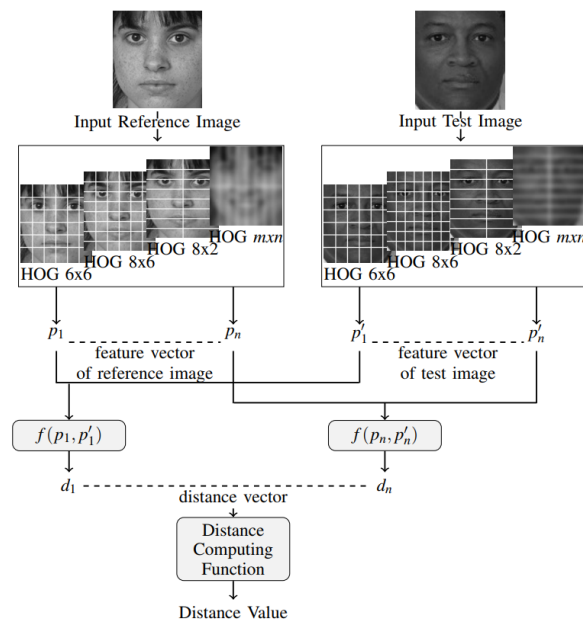 Input Reference Image
Input Test Image
HOG mxn
HOG 8x2
HOG 8x6
HOG 6x6
HOG mxn
HOG 8x2
HOG 8x6
HOG 6x6
p₁
pₙ
p′₁
p′ₙ
feature vector
of reference image
feature vector
of test image
f(p₁, p′₁)
f(pₙ, p′ₙ)
d₁
dₙ
distance vector
Distance
Computing
Function
Distance Value